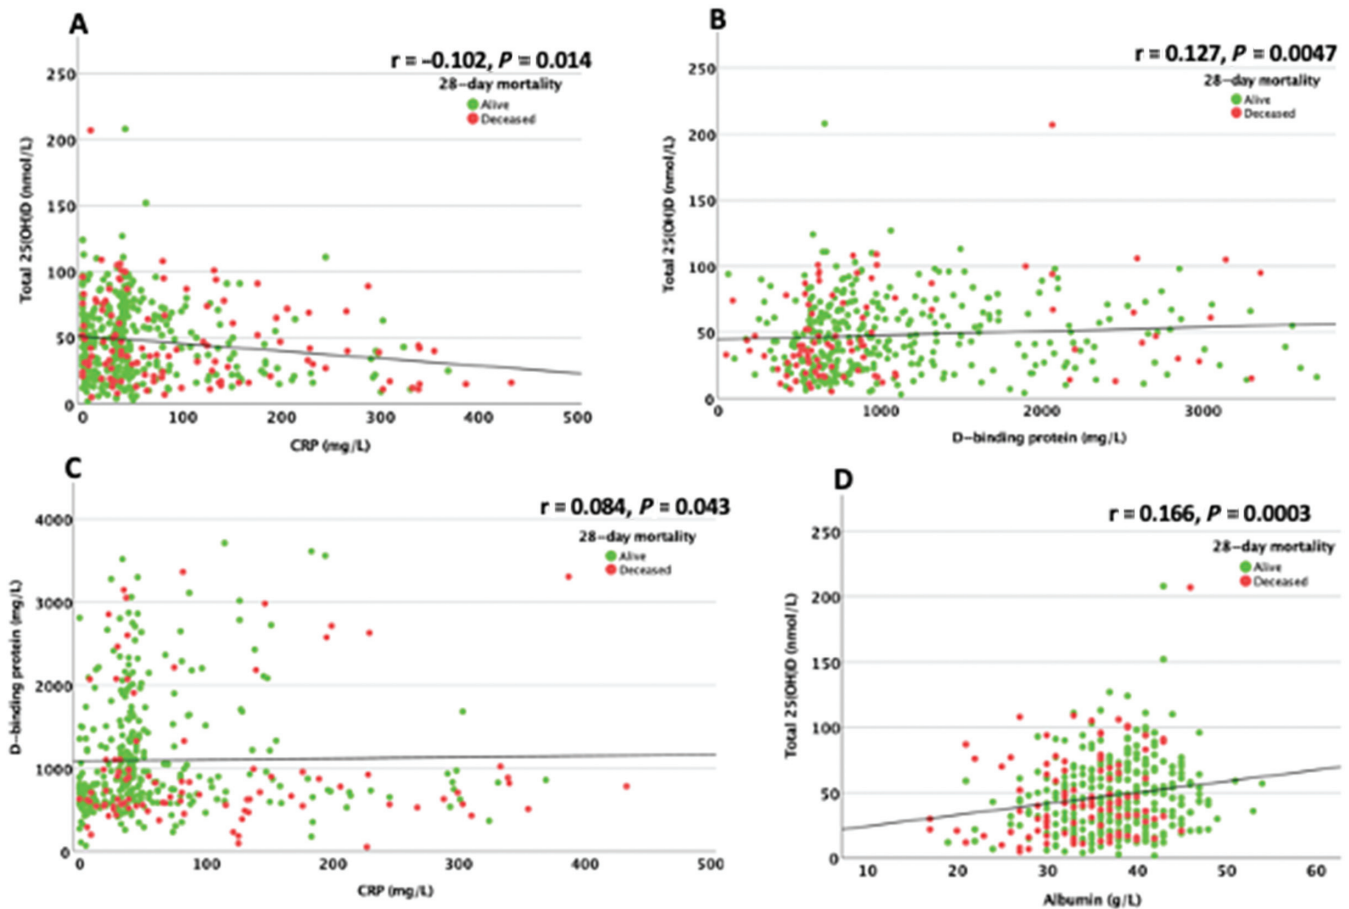 A
r = –0.102, P = 0.014
28–day mortality
Alive
Deceased
Total 25(OH)D (nmol/L)
250
200
150
100
50
0
0 100 200 300 400 500
CRP (mg/L)
B
r = 0.127, P = 0.0047
28–day mortality
Alive
Deceased
Total 25(OH)D (nmol/L)
250
200
150
100
50
0
0 1000 2000 3000
D–binding protein (mg/L)
C
r = 0.084, P = 0.043
28–day mortality
Alive
Deceased
D–binding protein (mg/L)
4000
3000
2000
1000
0
0 100 200 300 400 500
CRP (mg/L)
D
r = 0.166, P = 0.0003
28–day mortality
Alive
Deceased
Total 25(OH)D (nmol/L)
250
200
150
100
50
0
10 20 30 40 50 60
Albumin (g/L)